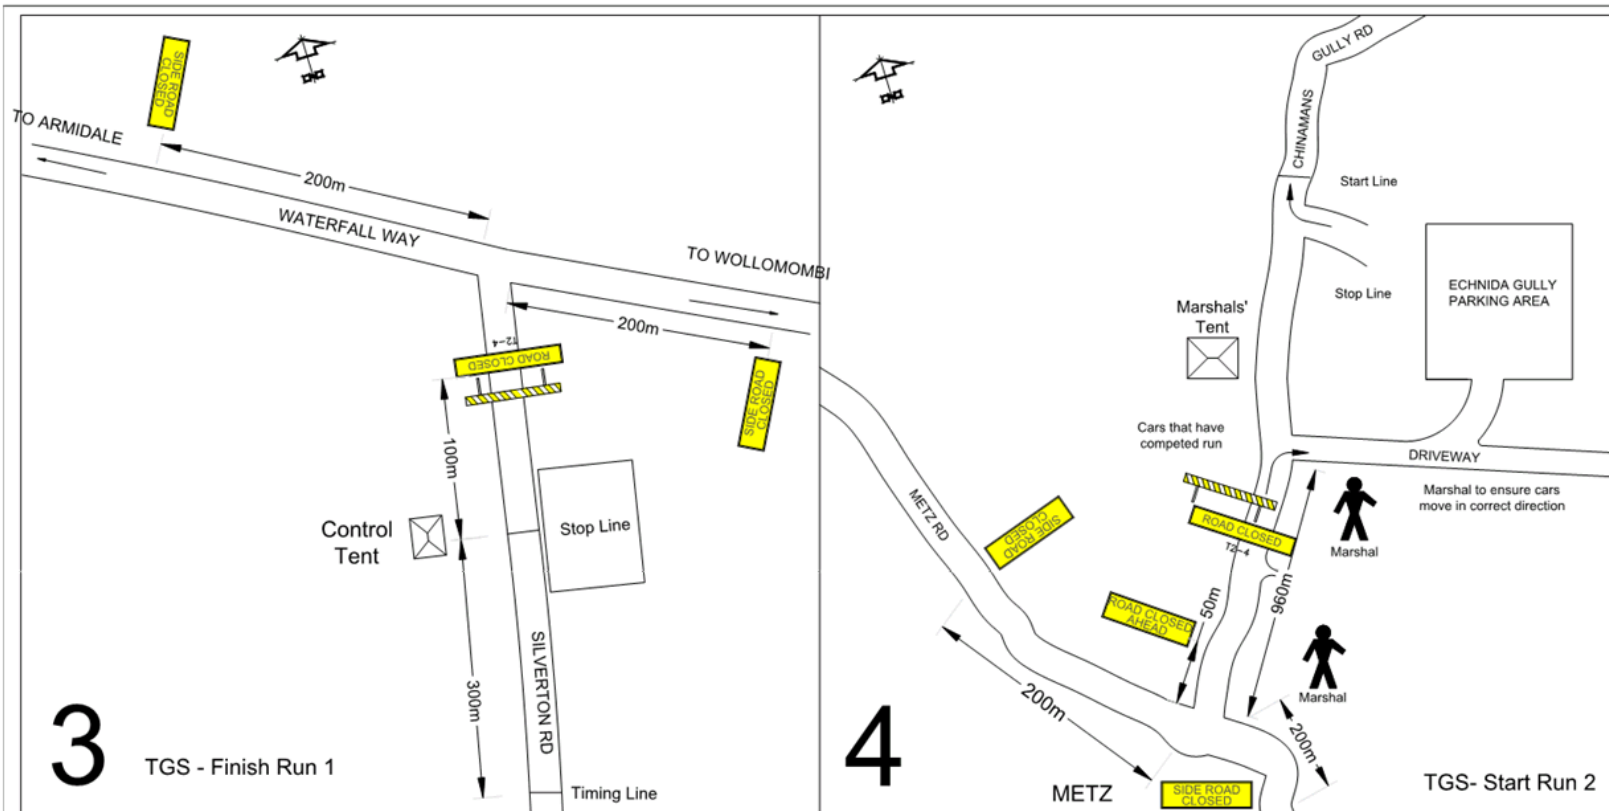 SIDE ROAD
CLOSED
TO ARMIDALE
200m
WATERFALL WAY
TO WOLLOMOMBI
200m
T2-4
ROAD CLOSED
SIDE ROAD
CLOSED
100m
Control
Tent
Stop Line
SILVERTON RD
300m
3
TGS - Finish Run 1
Timing Line
GULLY RD
CHINAMANS
Start Line
Stop Line
ECHNIDA GULLY
PARKING AREA
Marshals'
Tent
Cars that have
competed run
DRIVEWAY
Marshal to ensure cars
move in correct direction
METZ RD
SIDE ROAD
CLOSED
ROAD CLOSED
T2-4
Marshal
ROAD CLOSED
AHEAD
50m
960m
Marshal
200m
200m
4
METZ
SIDE ROAD
CLOSED
TGS- Start Run 2